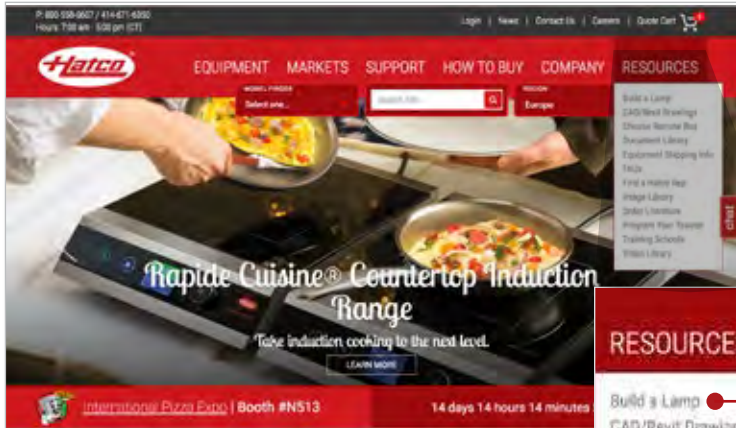 P: 800-558-0607 / 414-671-6350
Hours: 7:00 am - 5:00 pm (CT)
Login | News | Contact Us | Careers | Quote Cart
Hatco
EQUIPMENT MARKETS SUPPORT HOW TO BUY COMPANY RESOURCES
MODEL FINDER
Select one...
REGION
Europe
Build a Lamp
CAD/Revit Drawings
Choose Remote Box
Document Library
Equipment Shipping Info
FAQs
Find a Hatco Rep
Image Library
Order Literature
Program Your Toaster
Training Schools
Video Library
chat
Rapide Cuisine® Countertop Induction
Range
Take induction cooking to the next level.
LEARN MORE
International Pizza Expo | Booth #N513
14 days 14 hours 14 minutes
RESOURCE
Build a Lamp
CAD/Revit Drawing